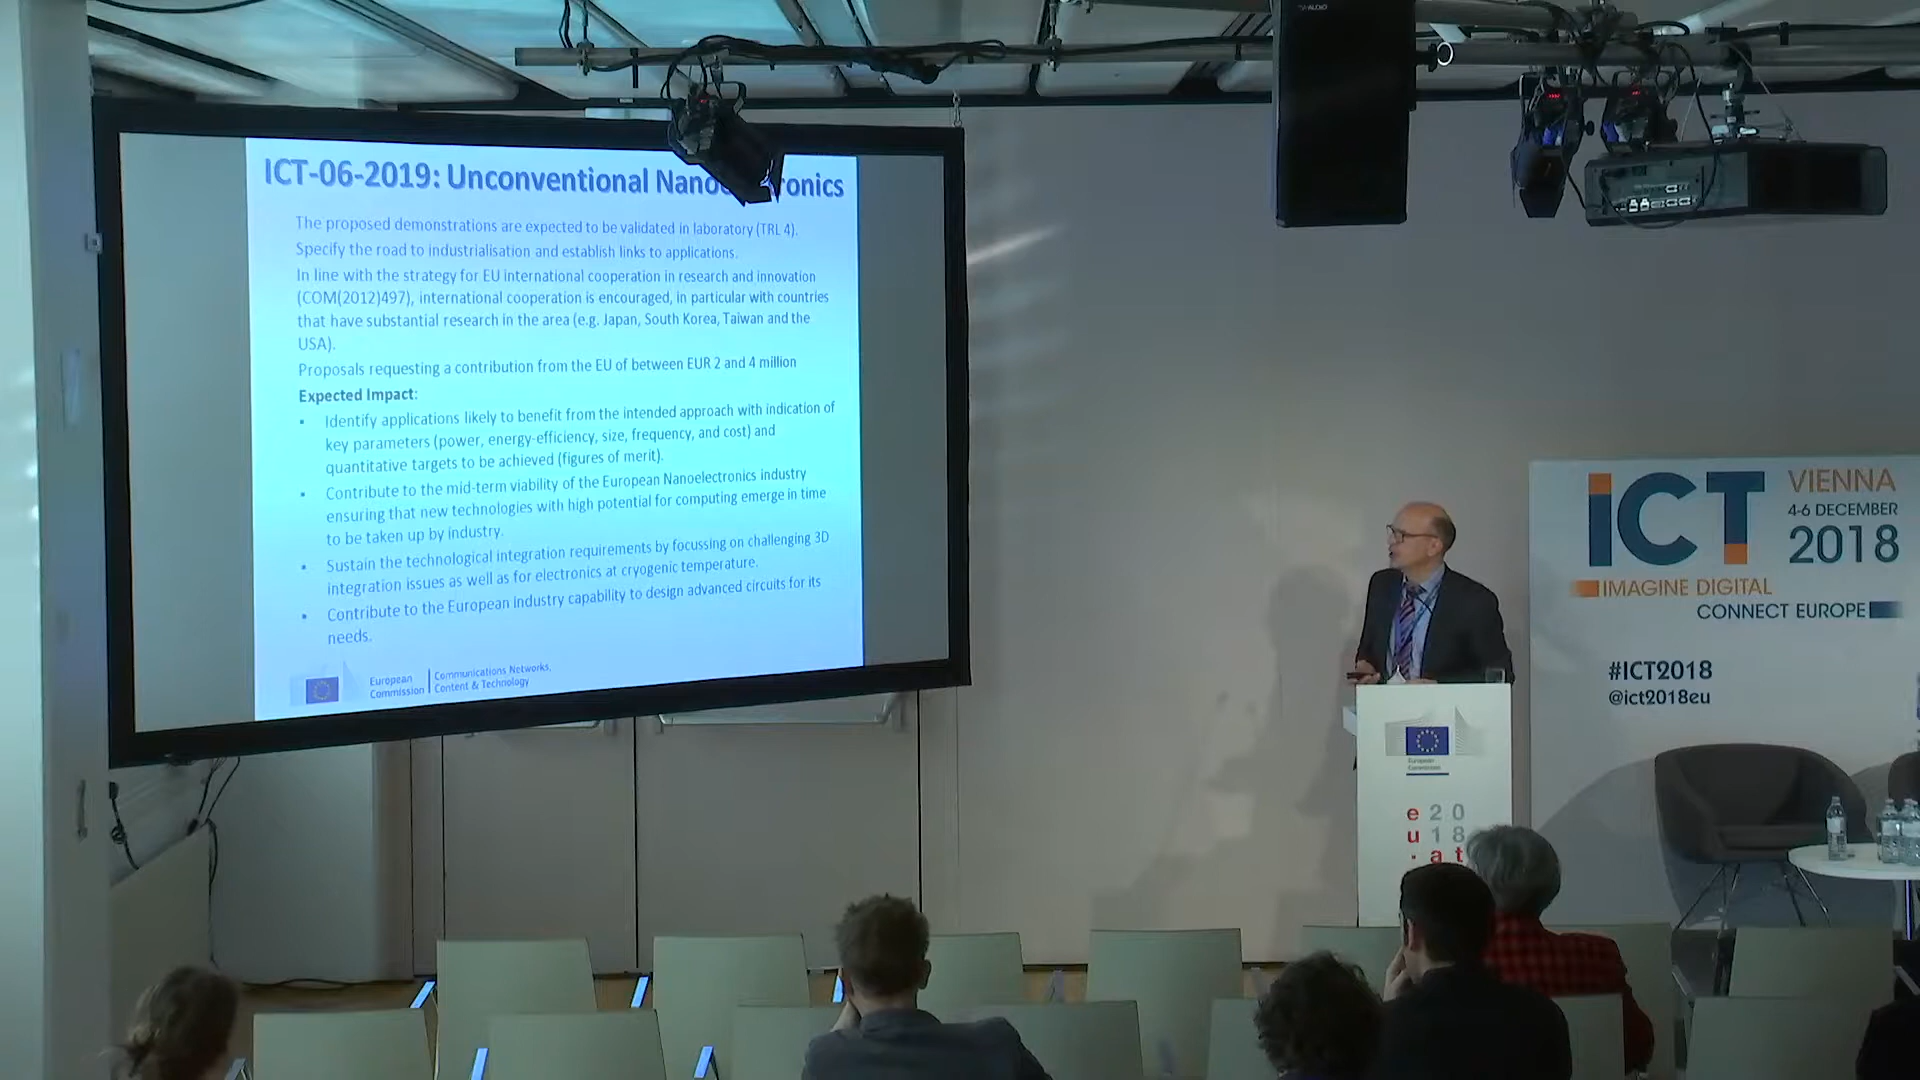 ICT-06-2019: Unconventional
The proposed demonstrations are expected to be validated in laboratory (TRL 4).
Specify the road to industrialisation and establish links to applications.
In line with the strategy for EU international cooperation in research and innovation
(COM(2012)497), international cooperation is encouraged, in particular with countries
that have substantial research in the area (e.g. Japan, South Korea, Taiwan and the
USA).
Proposals requesting a contribution from the EU of between EUR 2 and 4 million
Expected Impact:
• Identify applications likely to benefit from the intended approach with indication of
key parameters (power, energy-efficiency, size, frequency, and cost) and
quantitative targets to be achieved (figures of merit).
• Contribute to the mid-term viability of the European Nanoelectronics industry
ensuring that new technologies with high potential for computing emerge in time
to be taken up by industry.
• Sustain the technological integration requirements by focussing on challenging 3D
integration issues as well as for electronics at cryogenic temperature.
• Contribute to the European industry capability to design advanced circuits for its
needs.
European
Commission
Communications Networks,
Content & Technology
iCT
VIENNA
4-6 DECEMBER
2018
IMAGINE DIGITAL
CONNECT EUROPE
#ICT2018
@ict2018eu
European
Commission
e 2 0
u 1 8
. a t